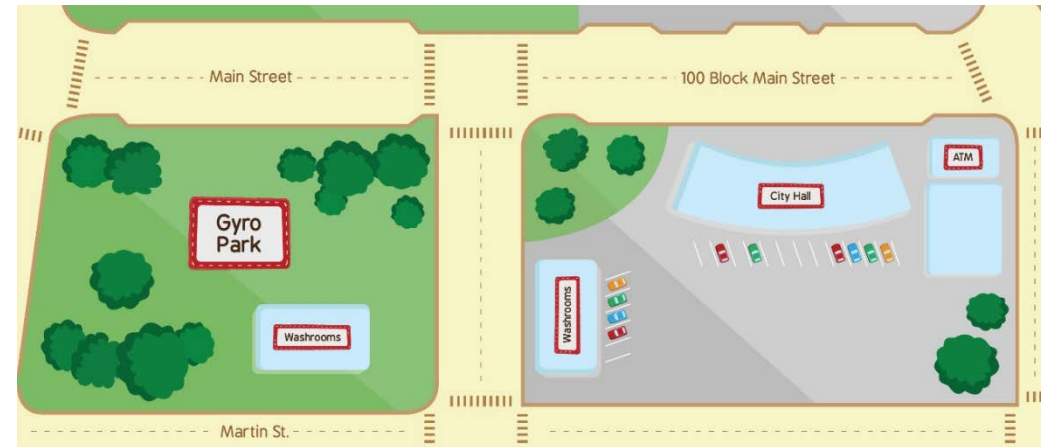 Main Street
100 Block Main Street
ATM
City Hall
Gyro
Park
Washrooms
Washrooms
Martin St.